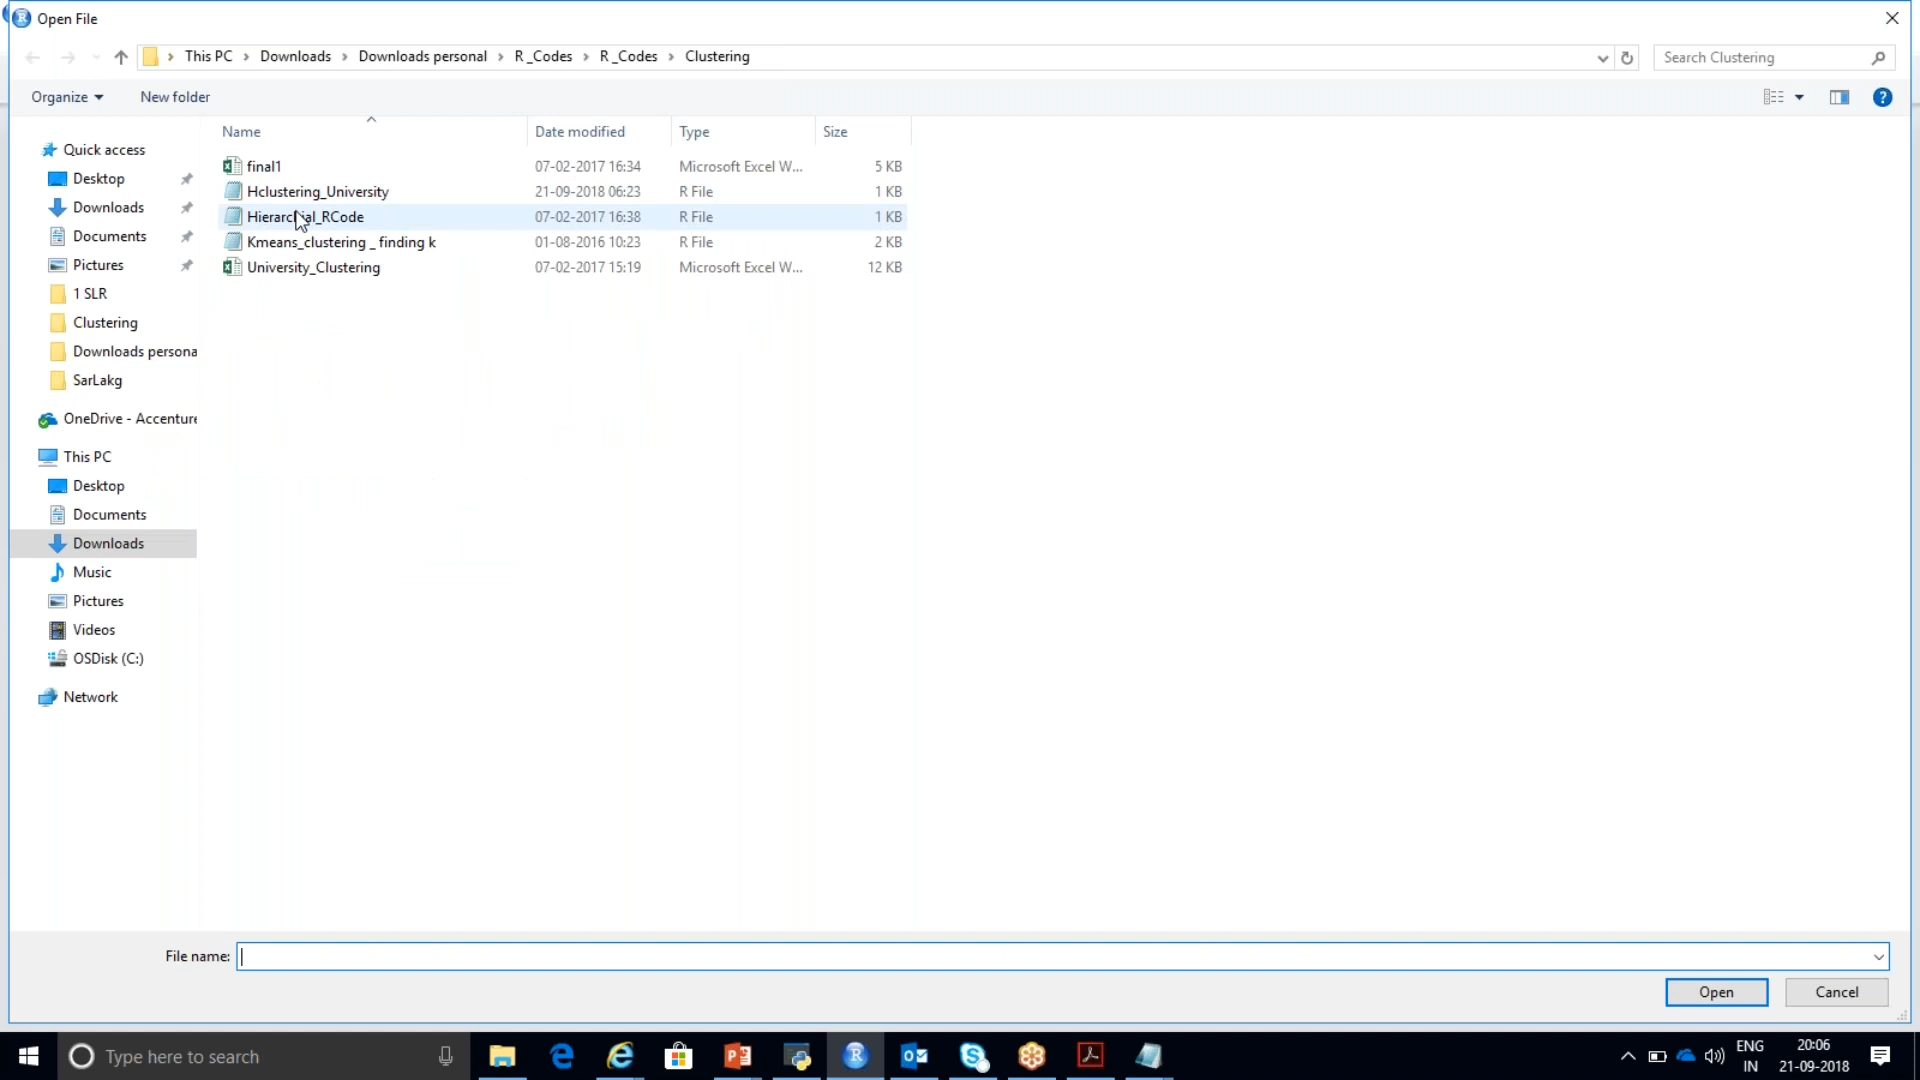 Open File
This PC > Downloads > Downloads personal > R_Codes > R_Codes > Clustering
Search Clustering
Organize
New folder
Name
Date modified
Type
Size
final1 07-02-2017 16:34 Microsoft Excel W... 5 KB
Hclustering_University 21-09-2018 06:23 R File 1 KB
Hierarchial_RCode 07-02-2017 16:38 R File 1 KB
Kmeans_clustering _ finding k 01-08-2016 10:23 R File 2 KB
University_Clustering 07-02-2017 15:19 Microsoft Excel W... 12 KB
Quick access
Desktop
Downloads
Documents
Pictures
1 SLR
Clustering
Downloads persona
SarLakg
OneDrive - Accenture
This PC
Desktop
Documents
Downloads
Music
Pictures
Videos
OSDisk (C:)
Network
File name:
Open
Cancel
Type here to search
ENG
IN
20:06
21-09-2018